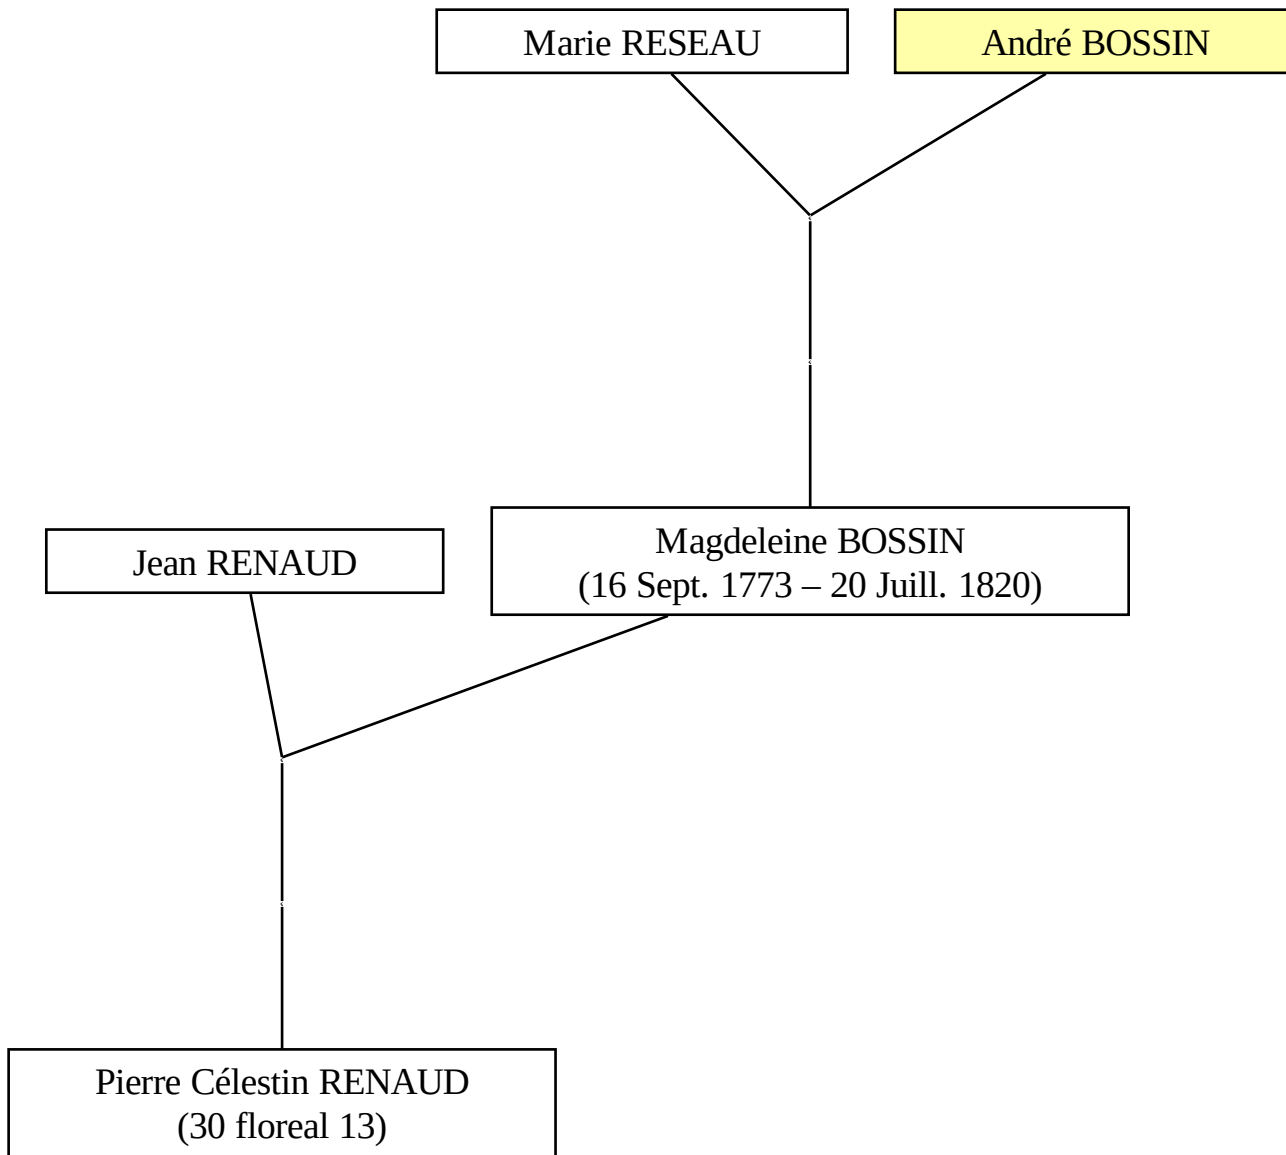 Marie RESEAU
André BOSSIN
Jean RENAUD
Magdeleine BOSSIN
(16 Sept. 1773 – 20 Juill. 1820)
Pierre Célestin RENAUD
(30 floreal 13)